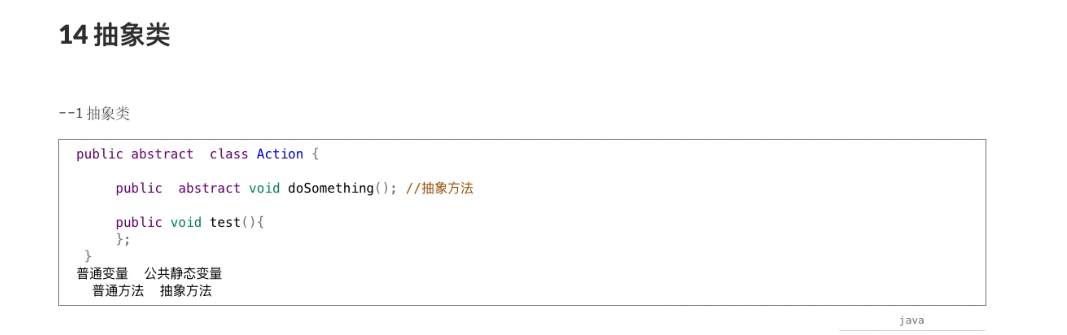 14 抽象类
--1 抽象类
public abstract  class Action {
public  abstract void doSomething(); //抽象方法
public void test(){
};
}
普通变量  公共静态变量
普通方法  抽象方法
java